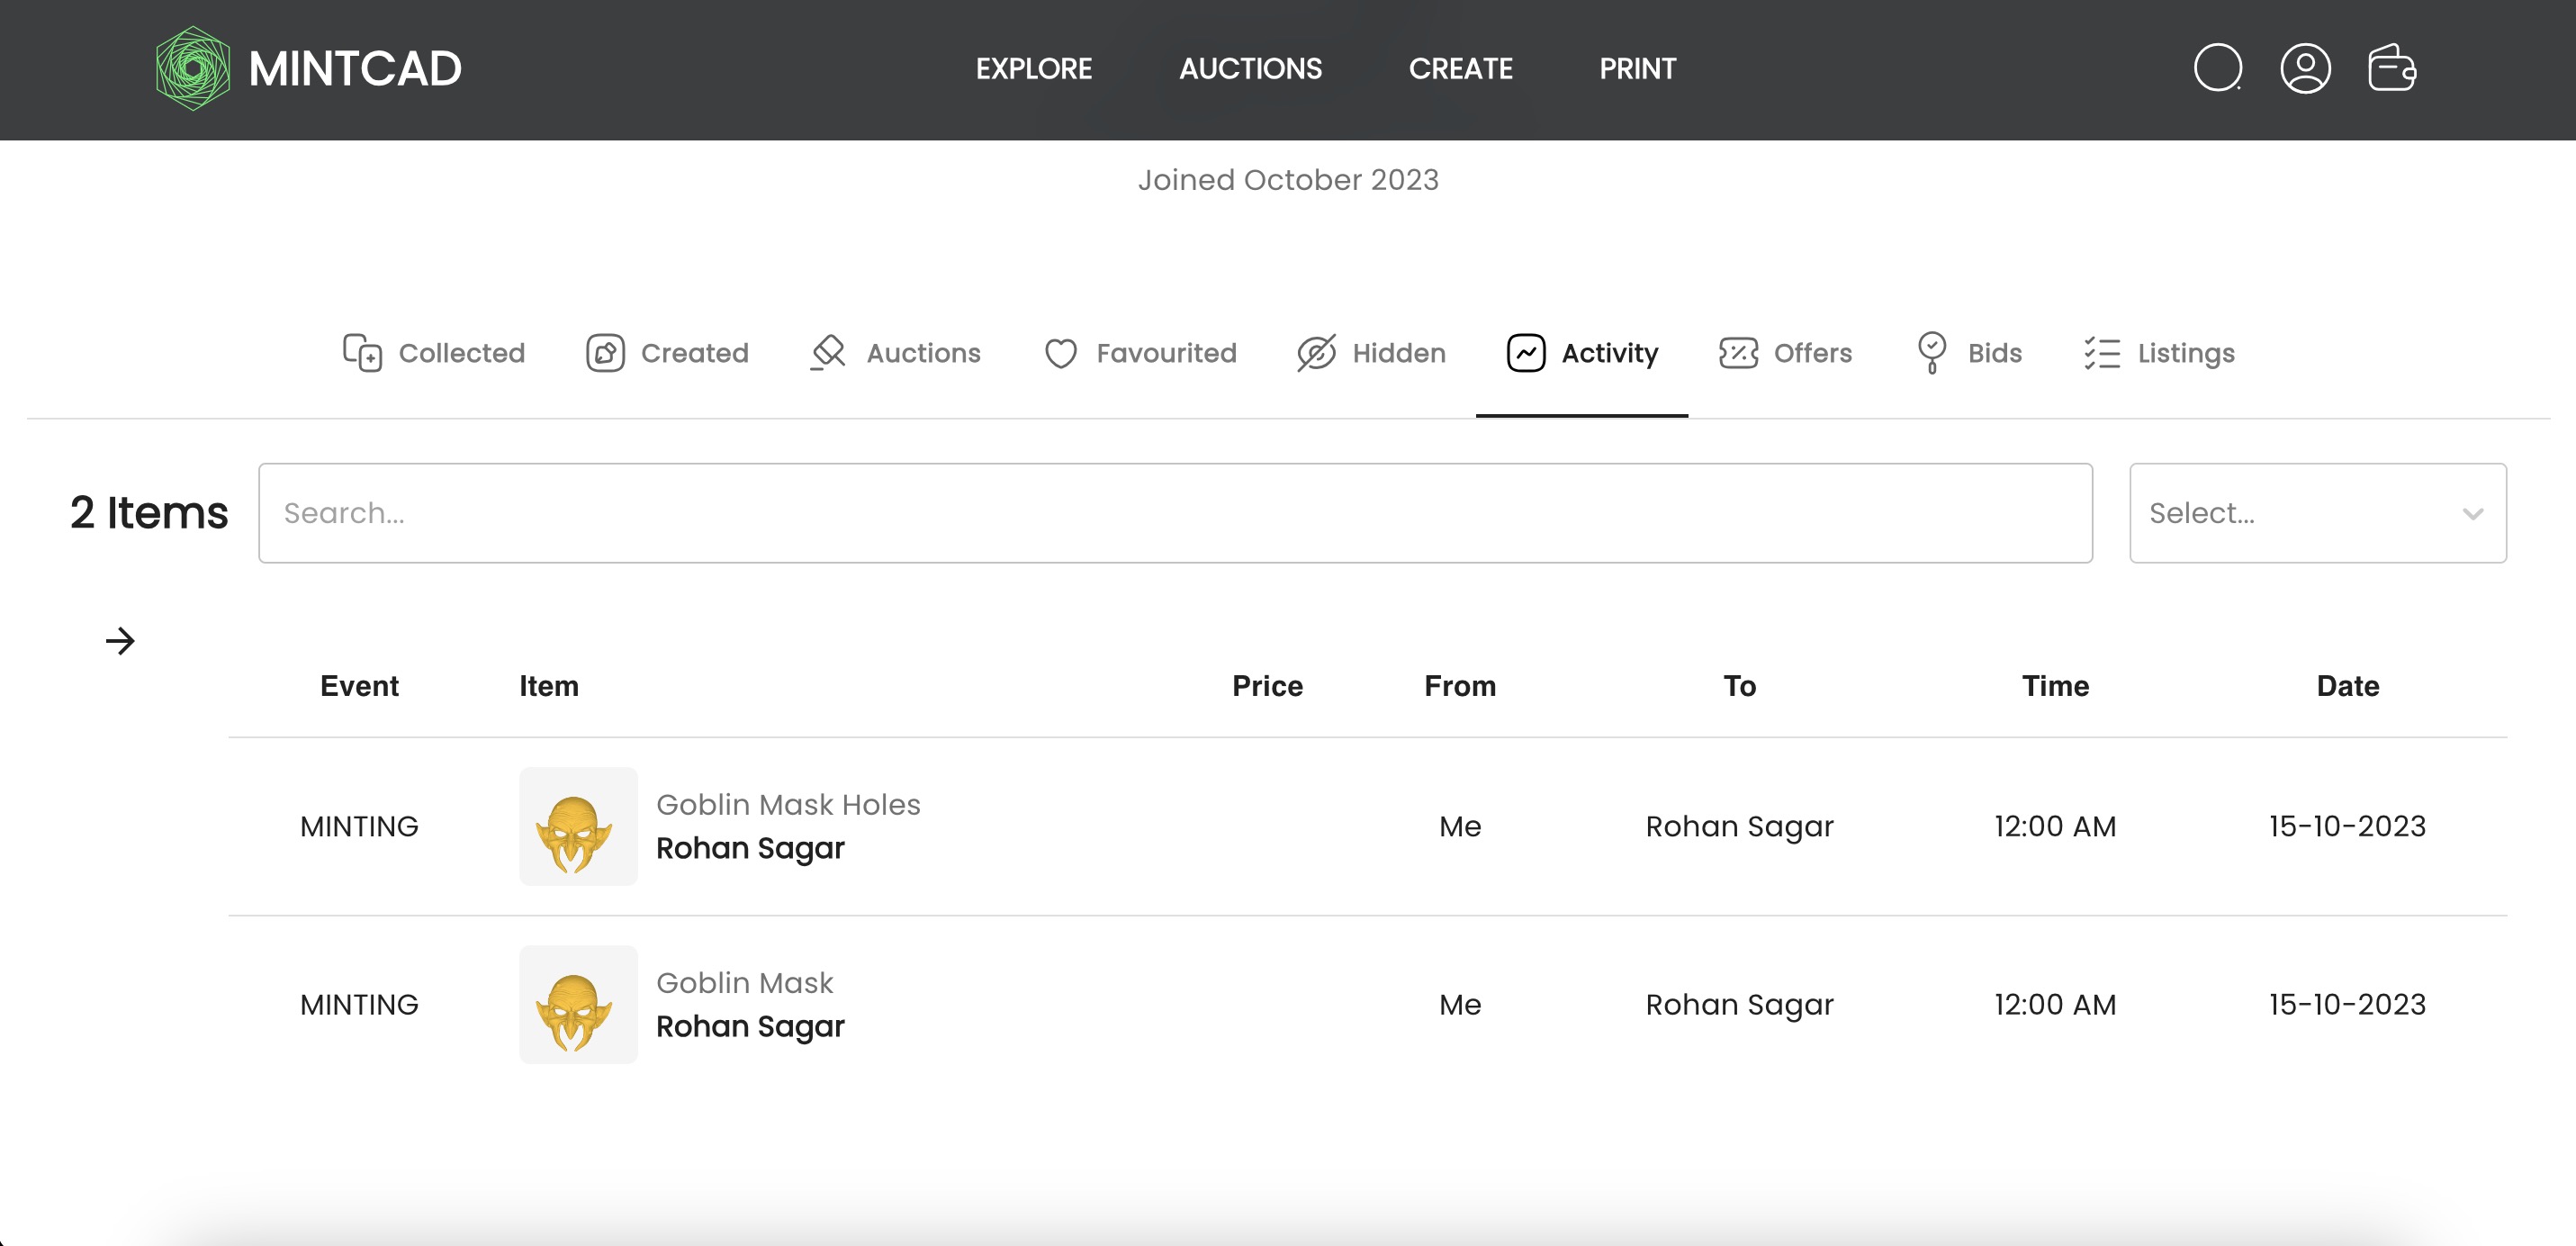 MINTCAD
EXPLORE AUCTIONS CREATE PRINT
Joined October 2023
Collected Created Auctions Favourited Hidden Activity Offers Bids Listings
2 Items Search... Select...
Event Item Price From To Time Date
MINTING Goblin Mask Holes Me Rohan Sagar 12:00 AM 15-10-2023
Rohan Sagar
MINTING Goblin Mask Me Rohan Sagar 12:00 AM 15-10-2023
Rohan Sagar